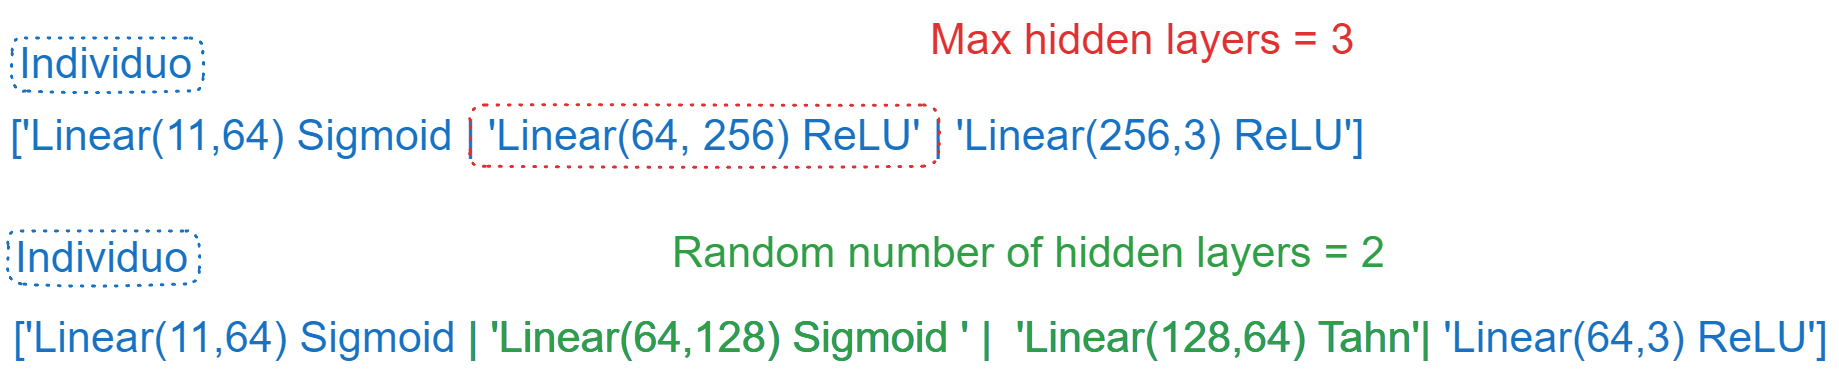 Max hidden layers = 3
Individuo
['Linear(11,64) Sigmoid | 'Linear(64, 256) ReLU' | 'Linear(256,3) ReLU']
Individuo
Random number of hidden layers = 2
['Linear(11,64) Sigmoid | 'Linear(64,128) Sigmoid ' | 'Linear(128,64) Tahn'| 'Linear(64,3) ReLU']